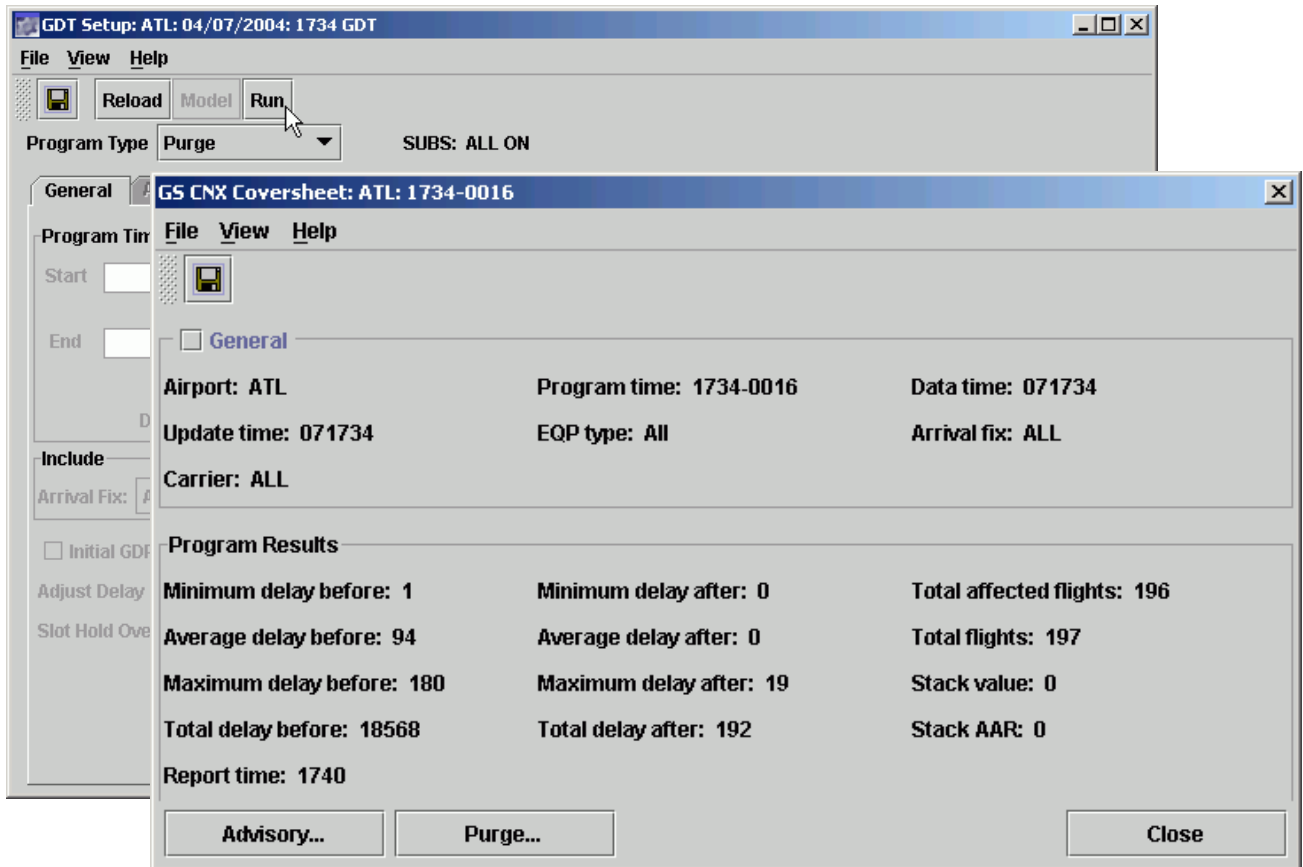 GDT Setup: ATL: 04/07/2004: 1734 GDT
File View Help
Reload Model Run
Program Type Purge SUBS: ALL ON
General
GS CNX Coversheet: ATL: 1734-0016
File View Help
Program Tim
Start
End
Include
Arrival Fix:
Initial GDP
Adjust Delay
Slot Hold Ove
General
Airport: ATL Program time: 1734-0016 Data time: 071734
Update time: 071734 EQP type: All Arrival fix: ALL
Carrier: ALL
Program Results
Minimum delay before: 1 Minimum delay after: 0 Total affected flights: 196
Average delay before: 94 Average delay after: 0 Total flights: 197
Maximum delay before: 180 Maximum delay after: 19 Stack value: 0
Total delay before: 18568 Total delay after: 192 Stack AAR: 0
Report time: 1740
Advisory... Purge... Close